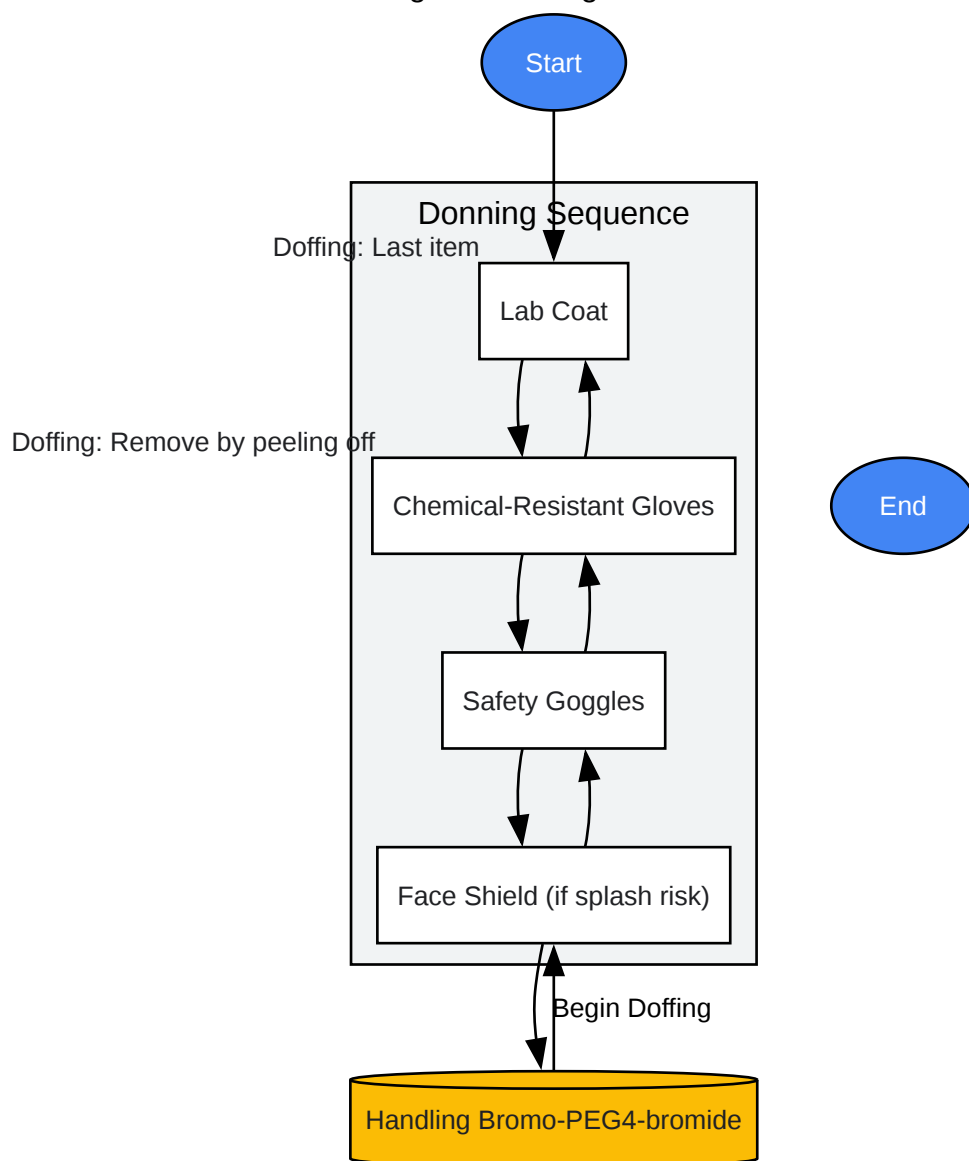 Start
Donning Sequence
Doffing: Last item
Lab Coat
Doffing: Remove by peeling off
Chemical-Resistant Gloves
End
Safety Goggles
Face Shield (if splash risk)
Begin Doffing
Handling Bromo-PEG4-bromide